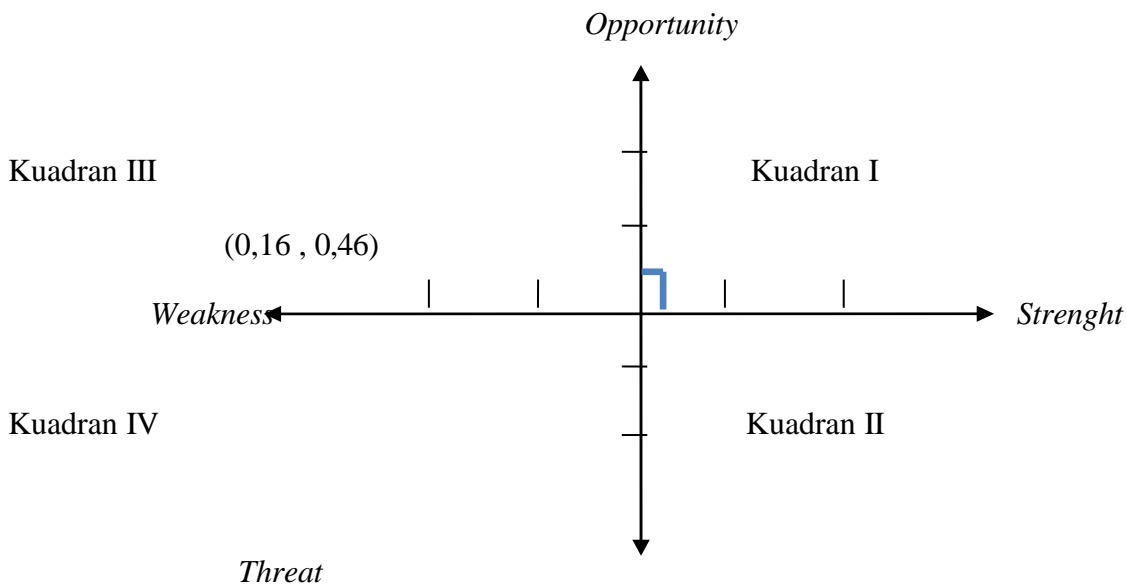 Opportunity
Kuadran III
Kuadran I
(0,16 , 0,46)
Weakness
Strenght
Kuadran IV
Kuadran II
Threat